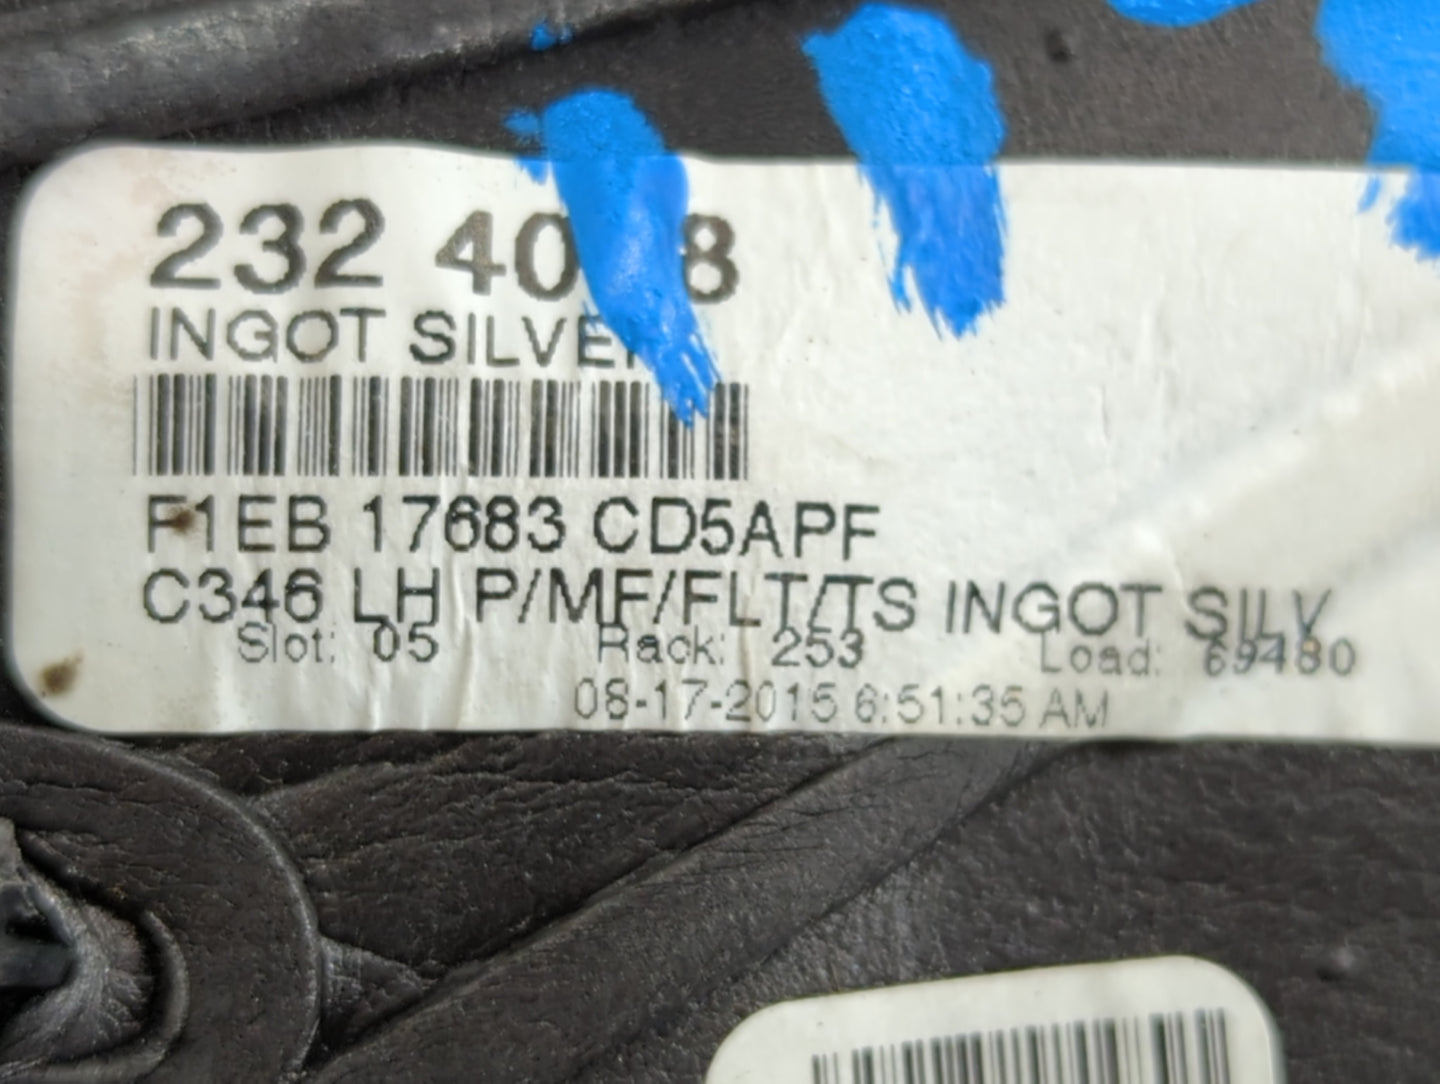 232
INGOT
F1EB 17683 CD5APF
C346 LH P/MF/FLT/TS INGOT SILV
Slot: 05 Rack: 253 Load: 69480
08-17-2015 6:51:35 AM